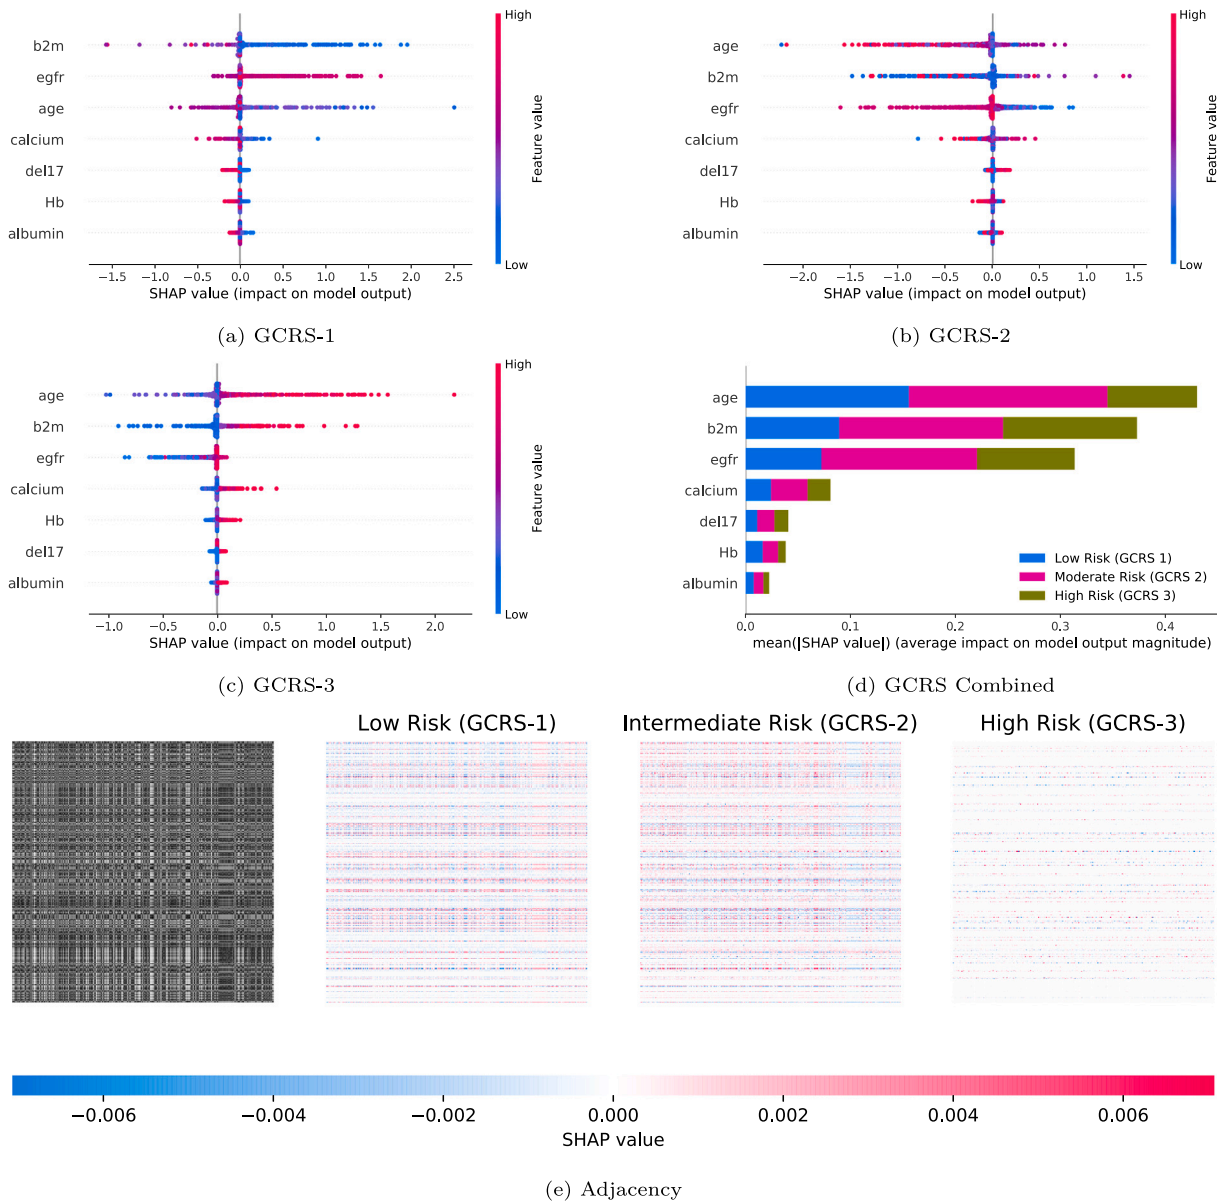 High
b2m
egfr
age
calcium
del17
Hb
albumin
Feature value
Low
−1.5 −1.0 −0.5 0.0 0.5 1.0 1.5 2.0 2.5
SHAP value (impact on model output)
(a) GCRS-1
High
age
b2m
egfr
calcium
del17
Hb
albumin
Feature value
Low
−2.0 −1.5 −1.0 −0.5 0.0 0.5 1.0 1.5
SHAP value (impact on model output)
(b) GCRS-2
High
age
b2m
egfr
calcium
Hb
del17
albumin
Feature value
Low
−1.0 −0.5 0.0 0.5 1.0 1.5 2.0
SHAP value (impact on model output)
(c) GCRS-3
age
b2m
egfr
calcium
del17
Hb
albumin
Low Risk (GCRS 1)
Moderate Risk (GCRS 2)
High Risk (GCRS 3)
0.0 0.1 0.2 0.3 0.4
mean(|SHAP value|) (average impact on model output magnitude)
(d) GCRS Combined
Low Risk (GCRS-1) Intermediate Risk (GCRS-2) High Risk (GCRS-3)
−0.006 −0.004 −0.002 0.000 0.002 0.004 0.006
SHAP value
(e) Adjacency